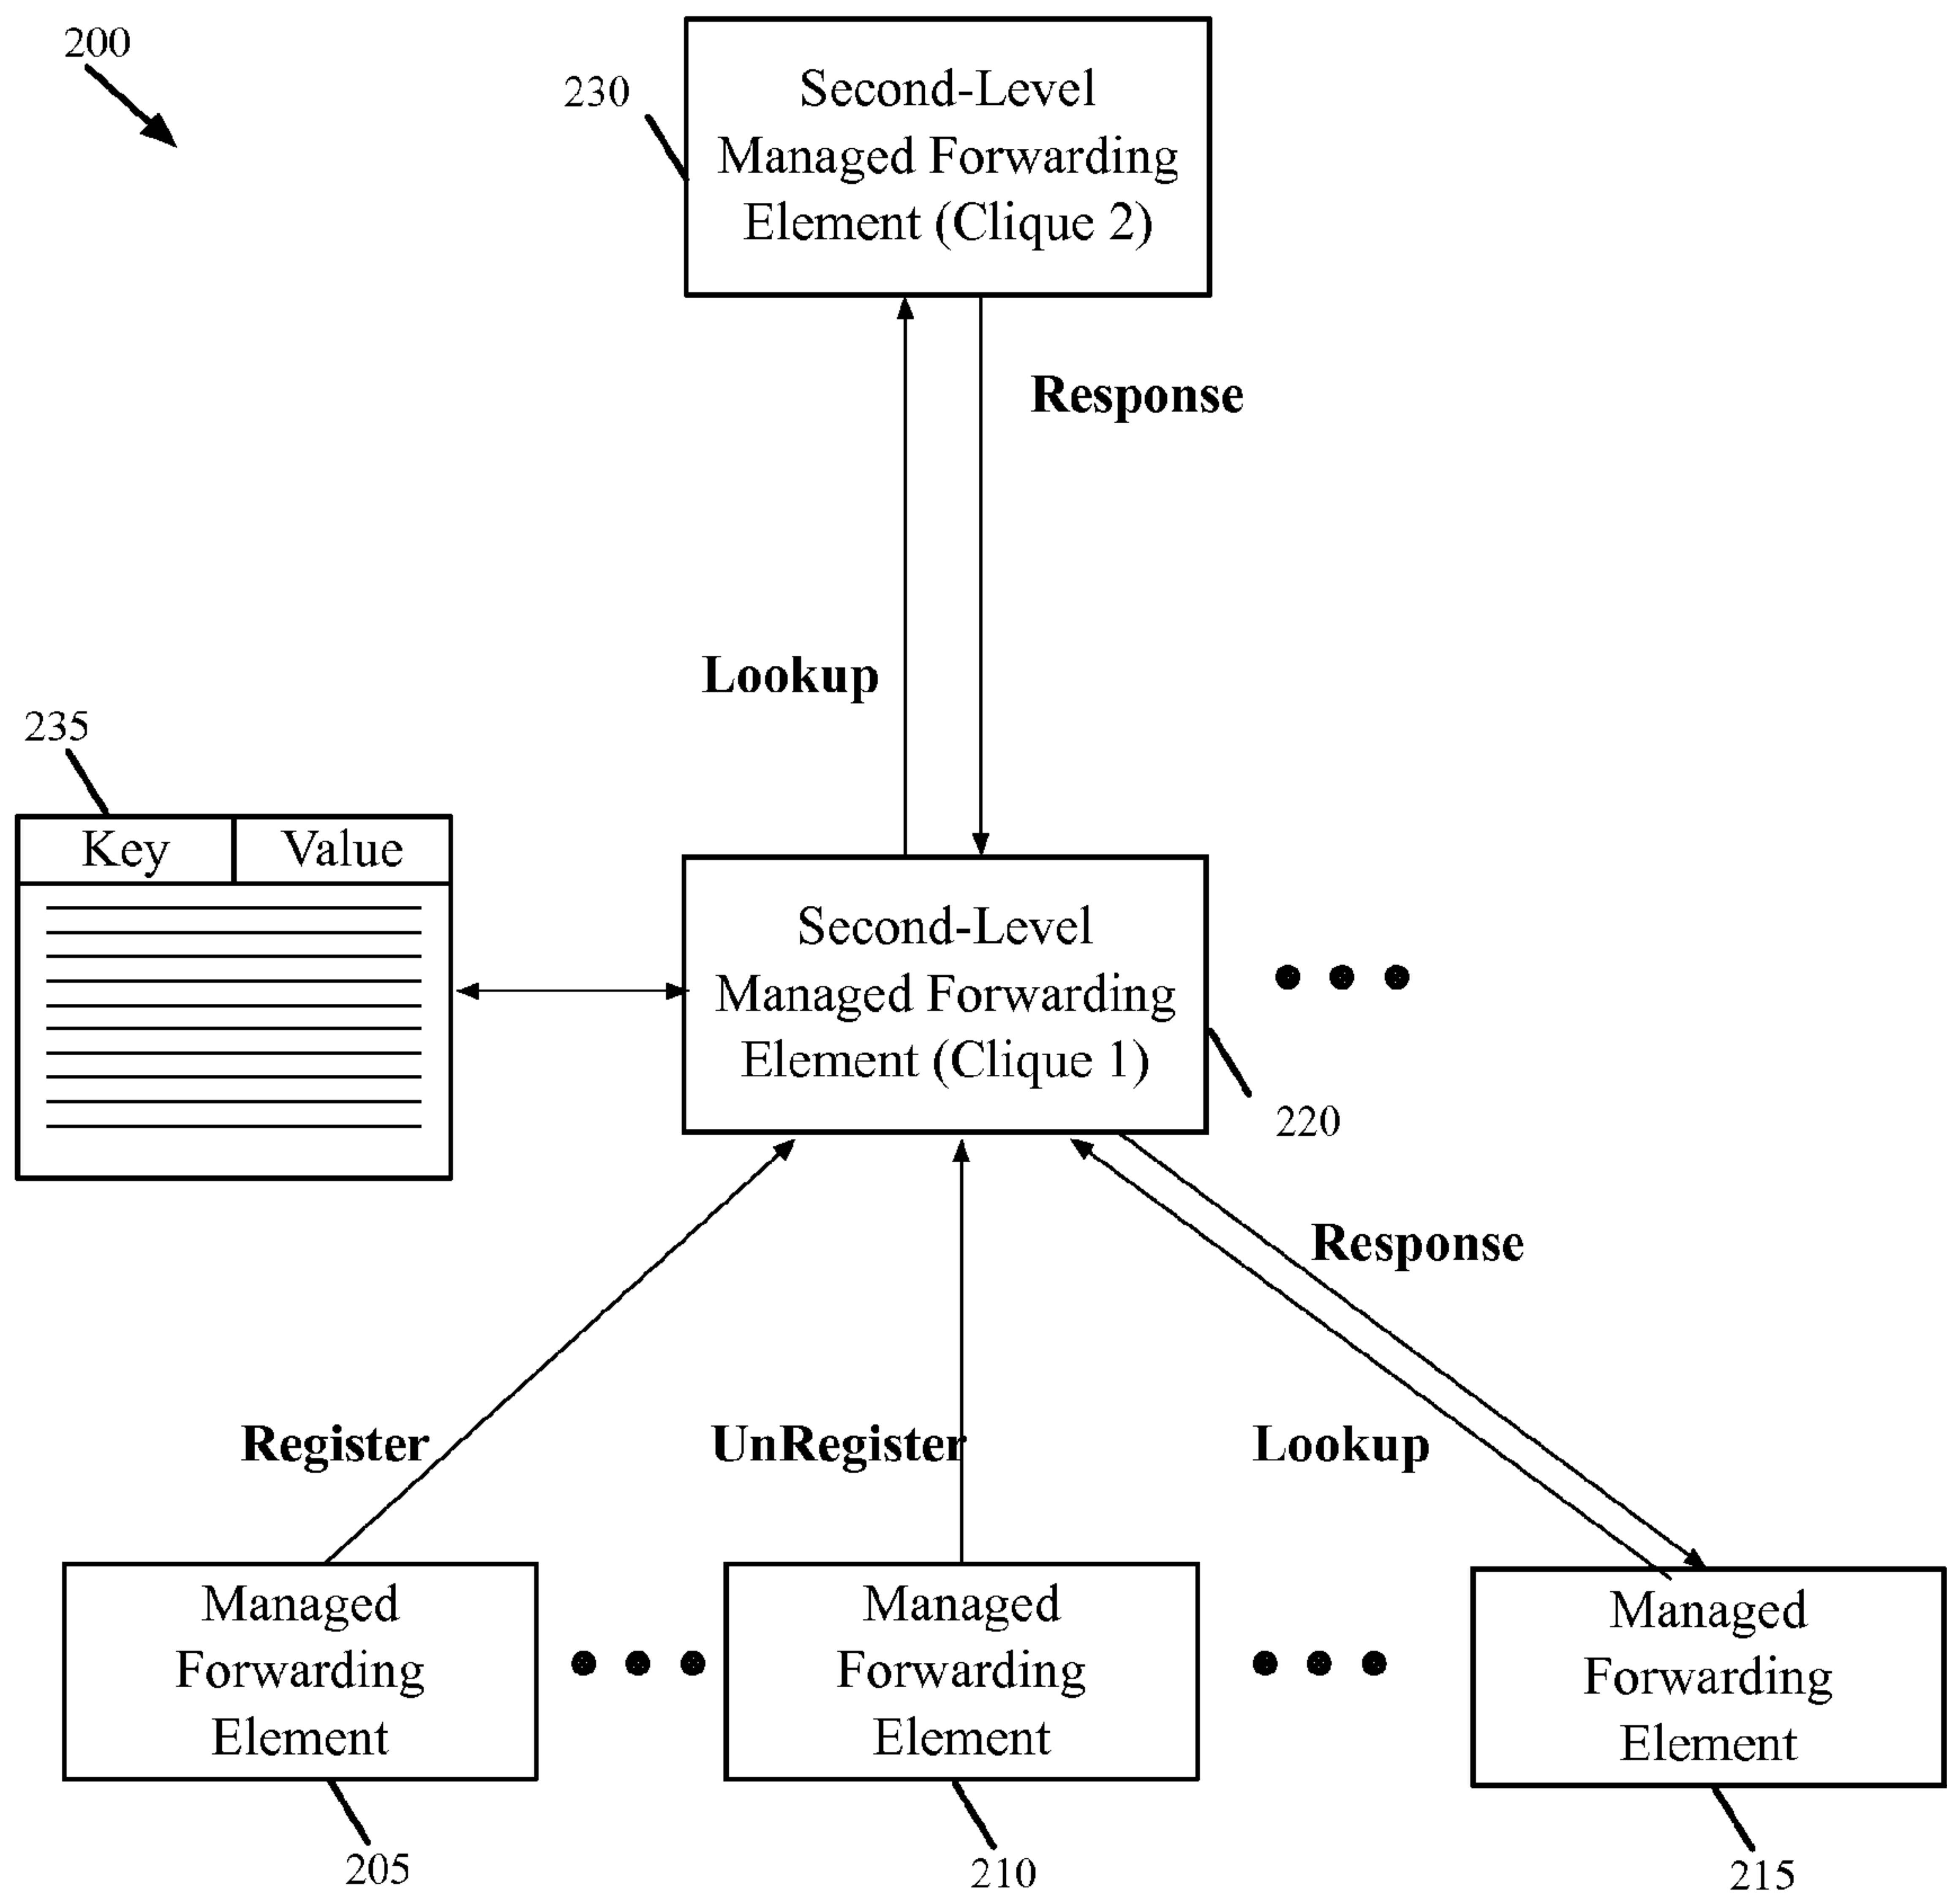 200
230
Second-Level
Managed Forwarding
Element (Clique 2)
Response
Lookup
235
Key Value
Second-Level
Managed Forwarding
Element (Clique 1)
220
Response
Register
UnRegister
Lookup
Managed
Forwarding
Element
Managed
Forwarding
Element
Managed
Forwarding
Element
205
210
215